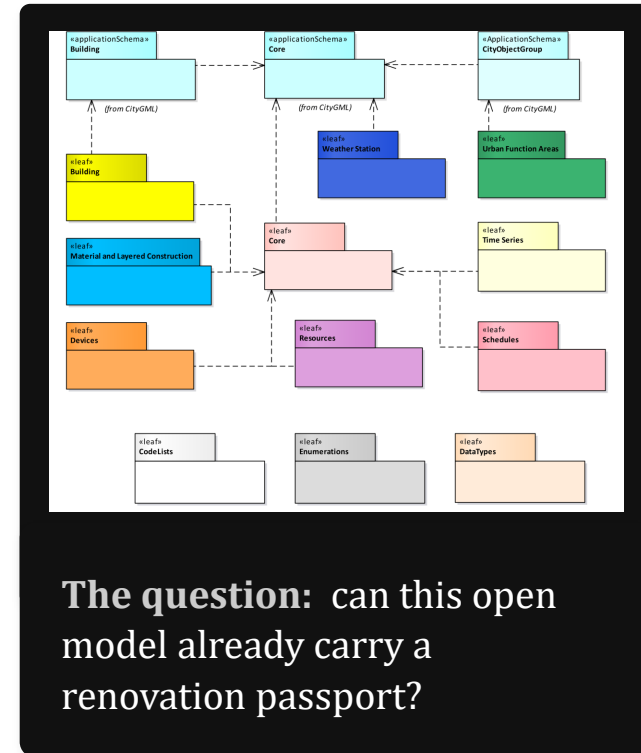 «applicationSchema»
Building
«applicationSchema»
Core
«ApplicationSchema»
CityObjectGroup
(from CityGML)
(from CityGML)
«leaf»
Weather Station
«leaf»
Urban Function Areas
«leaf»
Building
«leaf»
Core
«leaf»
Time Series
«leaf»
Material and Layered Construction
«leaf»
Devices
«leaf»
Resources
«leaf»
Schedules
«leaf»
CodeLists
«leaf»
Enumerations
«leaf»
DataTypes
The question: can this open
model already carry a
renovation passport?